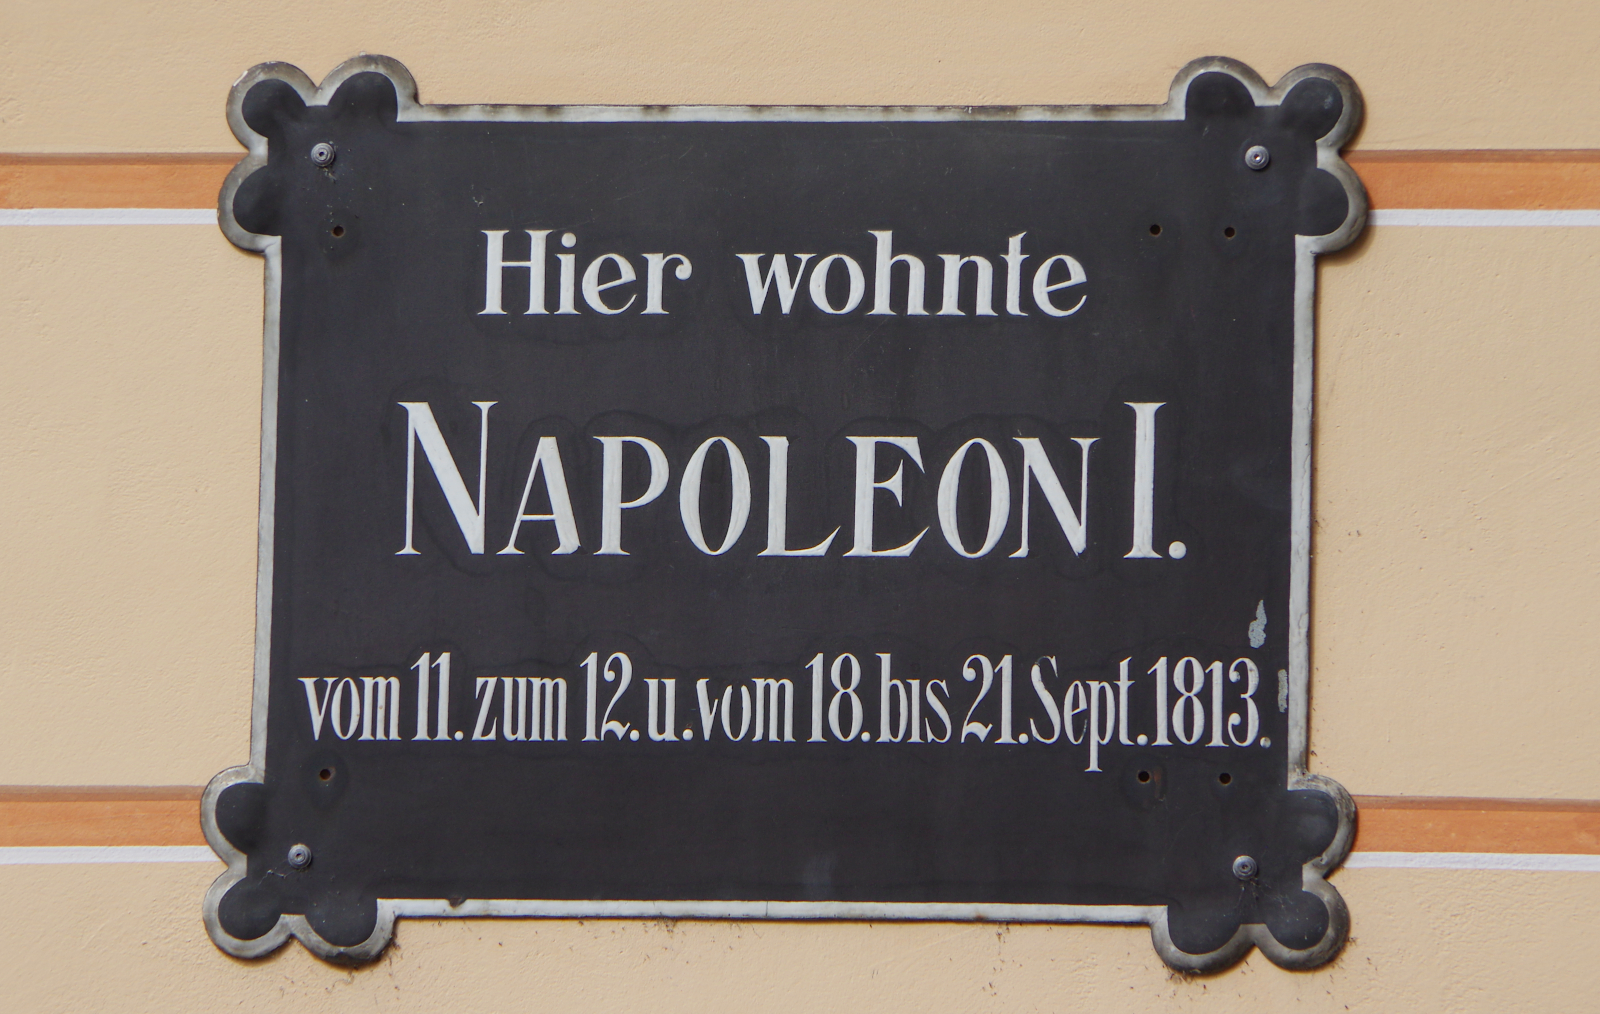 Hier wohnte
NAPOLEON I.
vom 11. zum 12. u. vom 18. bis 21. Sept. 1813.